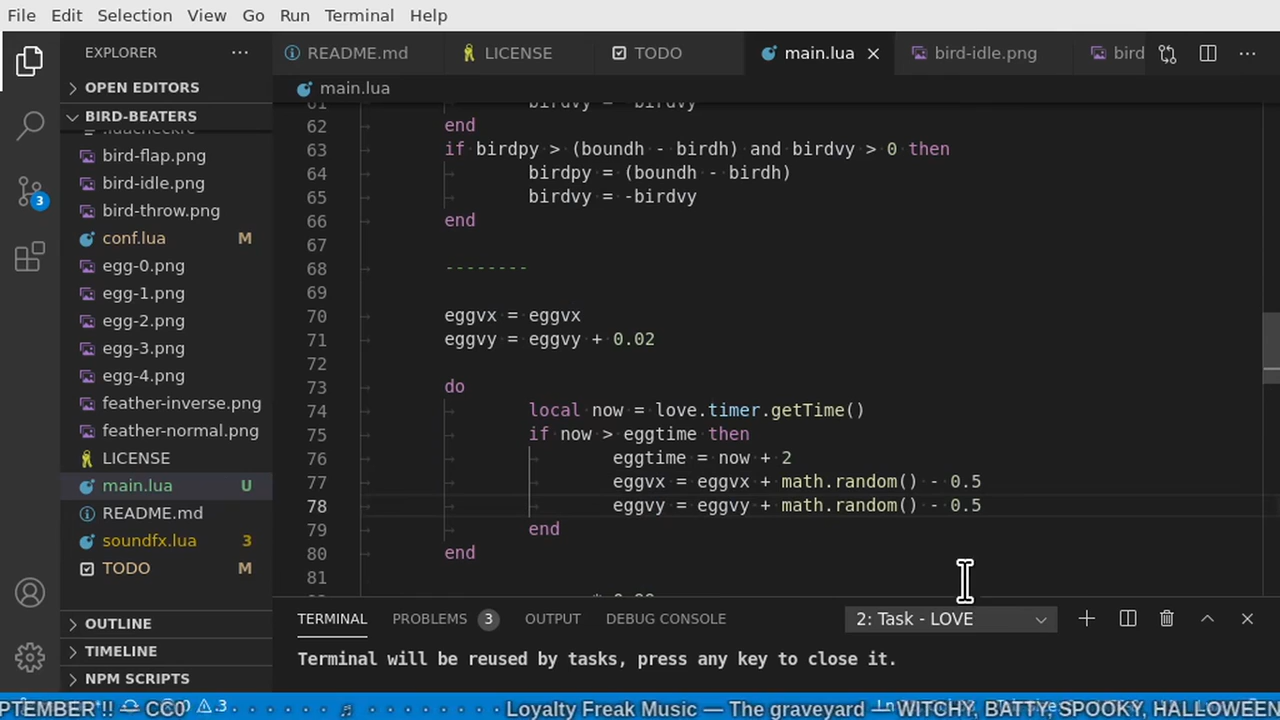 File Edit Selection View Go Run Terminal Help
EXPLORER
OPEN EDITORS
BIRD-BEATERS
bird-flap.png
bird-idle.png
bird-throw.png
conf.lua M
egg-0.png
egg-1.png
egg-2.png
egg-3.png
egg-4.png
feather-inverse.png
feather-normal.png
LICENSE
main.lua U
README.md
soundfx.lua 3
TODO M
OUTLINE
TIMELINE
NPM SCRIPTS
3
README.md LICENSE TODO main.lua bird-idle.png bird
main.lua
61 birdvy = -birdvy
62 end
63 if birdpy > (boundh - birdh) and birdvy > 0 then
64 birdpy = (boundh - birdh)
65 birdvy = -birdvy
66 end
67
68 --------
69
70 eggvx = eggvx
71 eggvy = eggvy + 0.02
72
73 do
74 local now = love.timer.getTime()
75 if now > eggtime then
76 eggtime = now + 2
77 eggvx = eggvx + math.random() - 0.5
78 eggvy = eggvy + math.random() - 0.5
79 end
80 end
81
TERMINAL PROBLEMS 3 OUTPUT DEBUG CONSOLE 2: Task - LOVE
Terminal will be reused by tasks, press any key to close it.
PTEMBER'!! — CC0 Loyalty Freak Music — The graveyard — WITCHY, BATTY, SPOOKY, HALLOWEEN